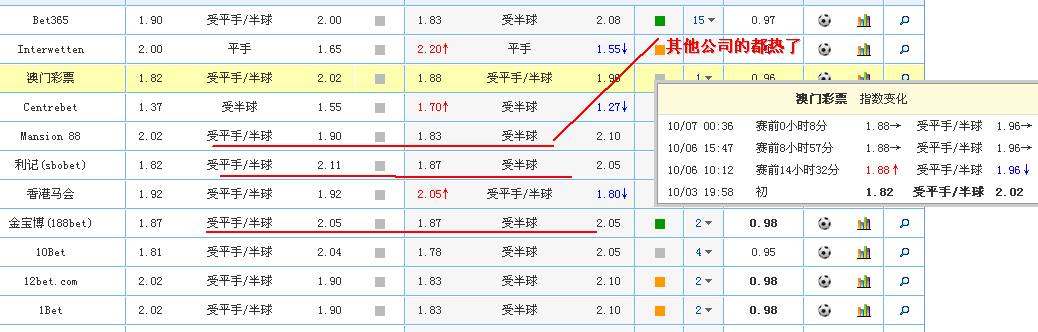 Bet365 1.90 受平手/半球 2.00 1.83 受半球 2.08 15 0.97
Interwetten 2.00 平手 1.65 2.20↑ 平手 1.55↓
其他公司的都热了
澳门彩票 1.82 受平手/半球 2.02 1.88 受平手/半球 1.96 1 0.96
Centrebet 1.37 受半球 1.55 1.70↑ 受半球 1.27↓
Mansion 88 2.02 受平手/半球 1.90 1.83 受半球 2.10
利记(sbobet) 1.82 受平手/半球 2.11 1.87 受半球 2.05
香港马会 1.92 受平手/半球 1.92 2.05↑ 受平手/半球 1.80↓
澳门彩票 指数变化
10/07 00:36 赛前0小时8分 1.88→ 受平手/半球 1.96→
10/06 15:47 赛前8小时57分 1.88→ 受平手/半球 1.96→
10/06 10:12 赛前14小时32分 1.88↑ 受平手/半球 1.96↓
10/03 19:58 初 1.82 受平手/半球 2.02
金宝博(188bet) 1.87 受平手/半球 2.05 1.87 受半球 2.05 2 0.98
10Bet 1.81 受平手/半球 2.04 1.78 受半球 2.05 4 0.95
12bet.com 2.02 受平手/半球 1.90 1.83 受半球 2.10 2 0.98
1Bet 2.02 受平手/半球 1.90 1.83 受半球 2.10 2 0.98